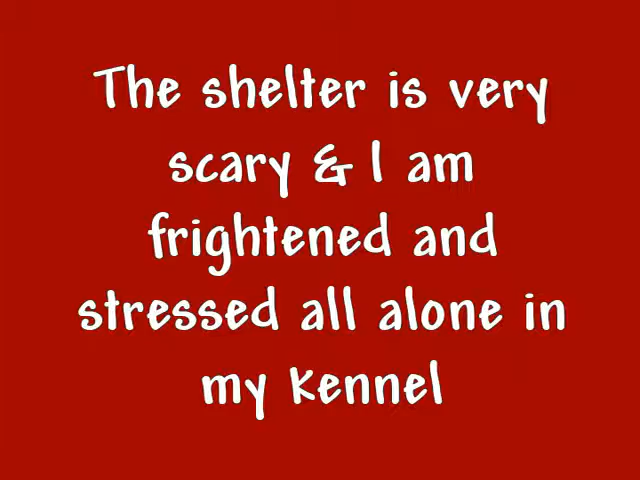 The shelter is very
scary & I am
frightened and
stressed all alone in
my kennel